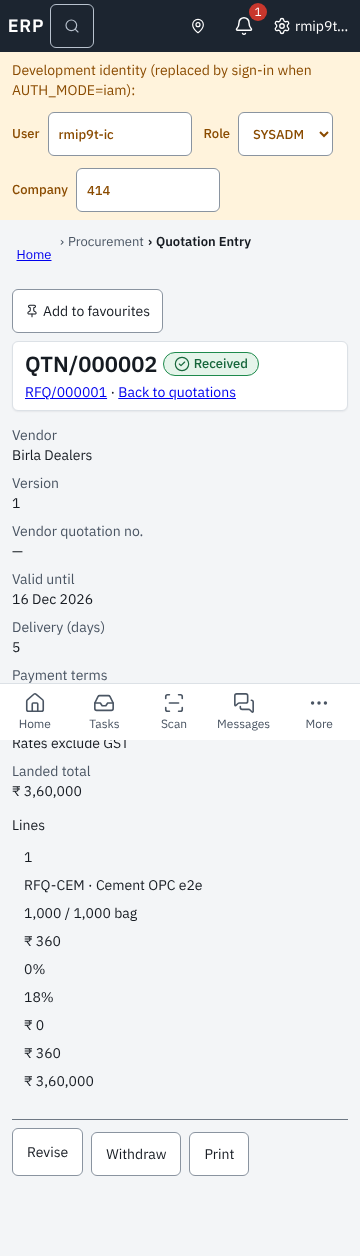 ERP
1
rmip9t...
Development identity (replaced by sign-in when
AUTH_MODE=iam):
User rmip9t-ic Role SYSADM
Company 414
Home › Procurement › Quotation Entry
Add to favourites
QTN/000002 Received
RFQ/000001 · Back to quotations
Vendor
Birla Dealers
Version
1
Vendor quotation no.
—
Valid until
16 Dec 2026
Delivery (days)
5
Payment terms
Home Tasks Scan Messages More
Rates exclude GST
Landed total
₹ 3,60,000
Lines
1
RFQ-CEM · Cement OPC e2e
1,000 / 1,000 bag
₹ 360
0%
18%
₹ 0
₹ 360
₹ 3,60,000
Revise Withdraw Print